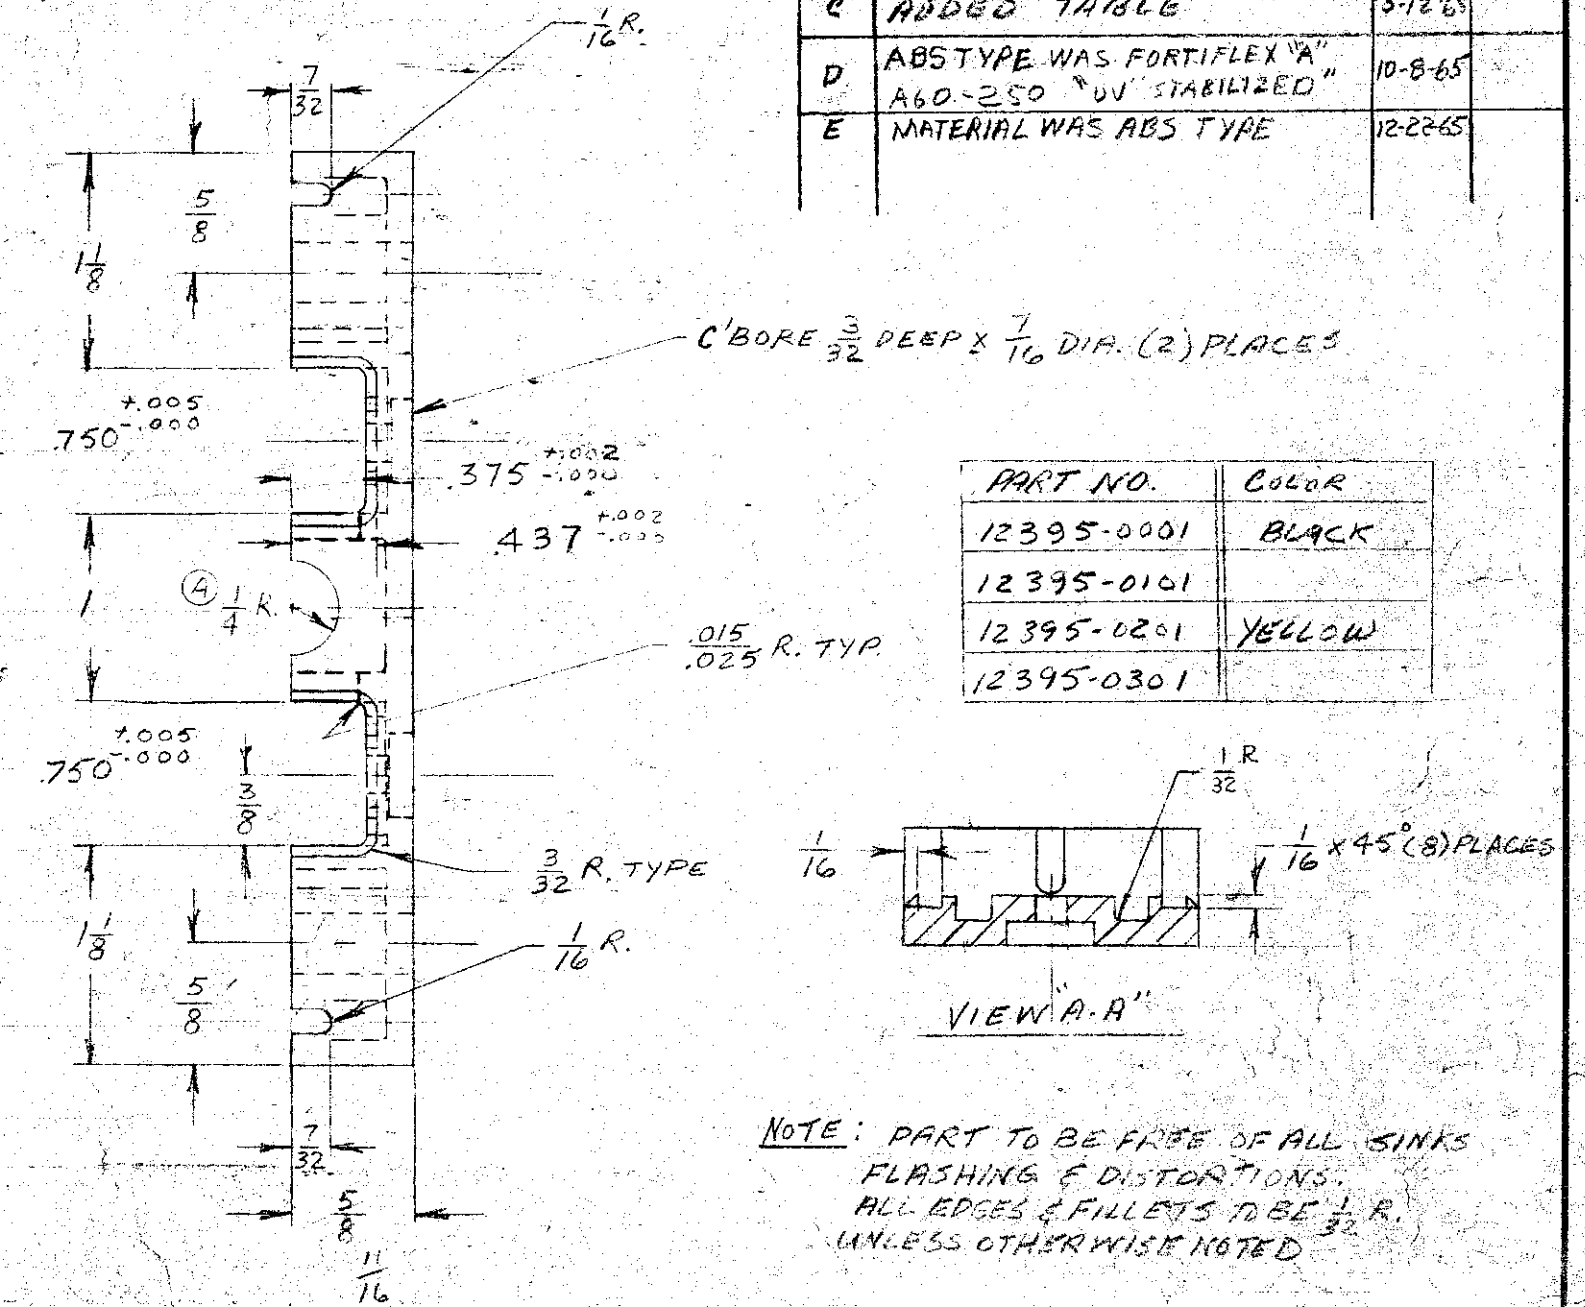 C ADDED TABLE
D ABS TYPE WAS FORTIFLEX "A"
A60-250 "UV STABILIZED"
10-8-65
E MATERIAL WAS ABS TYPE 12-22-65
1/16 R.
7/32
5/8
1 1/8
C'BORE 3/32 DEEP X 7/16 DIA. (2) PLACES
.750 +.005 -.000
.375 +.002 -.000
.437 +.002
1
A 1/4 R.
.015/.025 R. TYP.
PART NO. COLOR
12395-0001 BLACK
12395-0101
12395-0201 YELLOW
12395-0301
.750 +.005 -.000
3/8
3/32 R. TYPE
1/16 R.
1 1/8
5/8
7/32
5/8
11/16
1/32 R
1/16
1/16 X 45° (8) PLACES
VIEW "A-A"
NOTE: PART TO BE FREE OF ALL SINKS
FLASHING & DISTORTIONS.
ALL EDGES & FILLETS TO BE 1/32 R.
UNLESS OTHERWISE NOTED